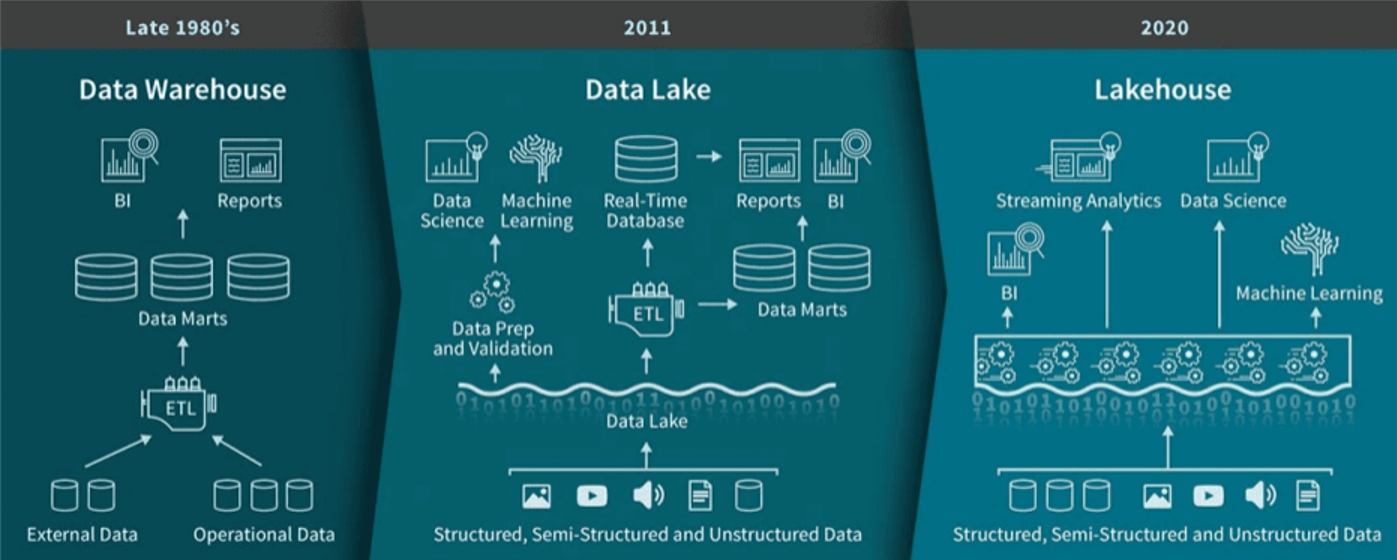 Late 1980's
Data Warehouse
BI
Reports
Data Marts
ETL
External Data
Operational Data
2011
Data Lake
Data
Science
Machine
Learning
Real-Time
Database
Reports
BI
Data Prep
and Validation
ETL
Data Marts
Data Lake
Structured, Semi-Structured and Unstructured Data
2020
Lakehouse
Streaming Analytics
Data Science
BI
Machine Learning
Structured, Semi-Structured and Unstructured Data